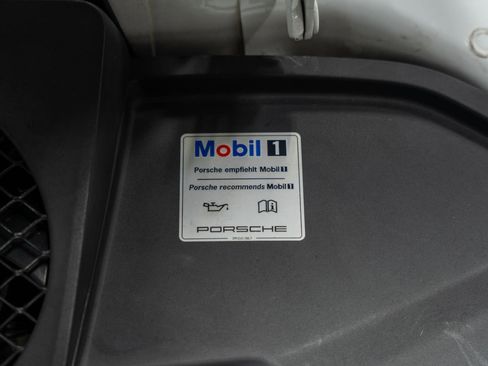 Mobil 1
Porsche empfiehlt Mobil 1
Porsche recommends Mobil 1
PORSCHE